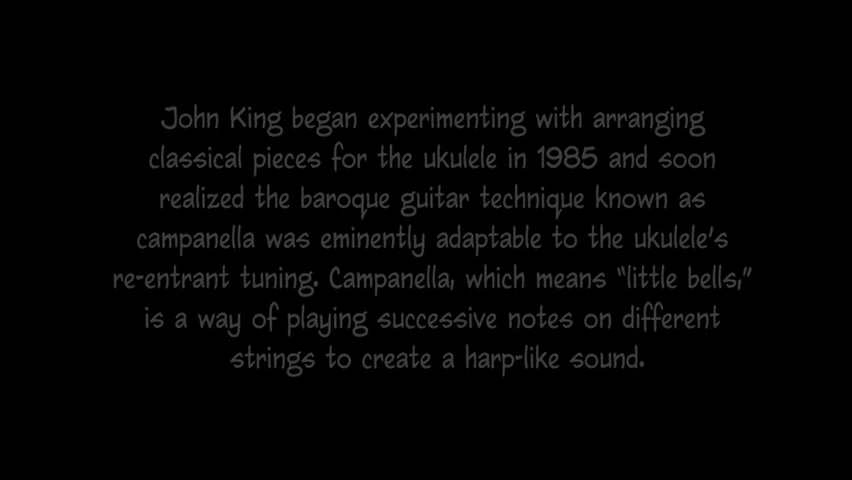 John King began experimenting with arranging
classical pieces for the ukulele in 1985 and soon
realized the baroque guitar technique known as
campanella was eminently adaptable to the ukulele's
re-entrant tuning. Campanella, which means “little bells,”
is a way of playing successive notes on different
strings to create a harp-like sound.